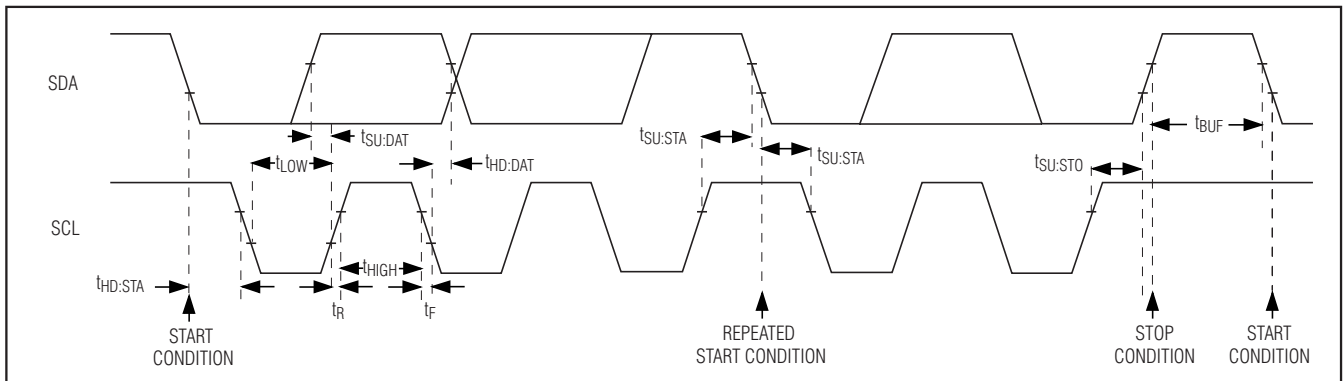 SDA
tSU:DAT
tLOW
tHD:DAT
tSU:STA
tSU:STA
tBUF
tSU:STO
SCL
tHIGH
tHD:STA
tR
tF
START
CONDITION
REPEATED
START CONDITION
STOP
CONDITION
START
CONDITION